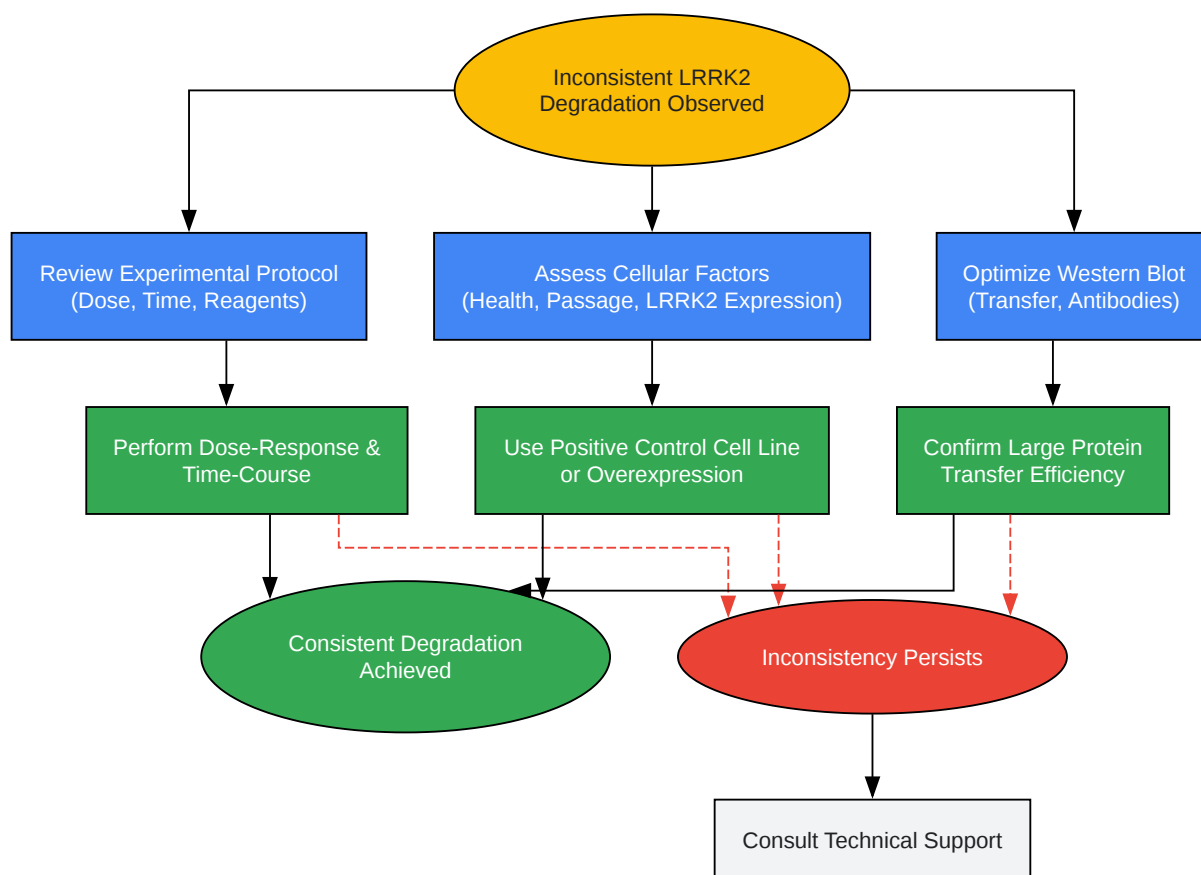 Inconsistent LRRK2
Degradation Observed
Review Experimental Protocol
(Dose, Time, Reagents)
Assess Cellular Factors
(Health, Passage, LRRK2 Expression)
Optimize Western Blot
(Transfer, Antibodies)
Perform Dose-Response &
Time-Course
Use Positive Control Cell Line
or Overexpression
Confirm Large Protein
Transfer Efficiency
Consistent Degradation
Achieved
Inconsistency Persists
Consult Technical Support